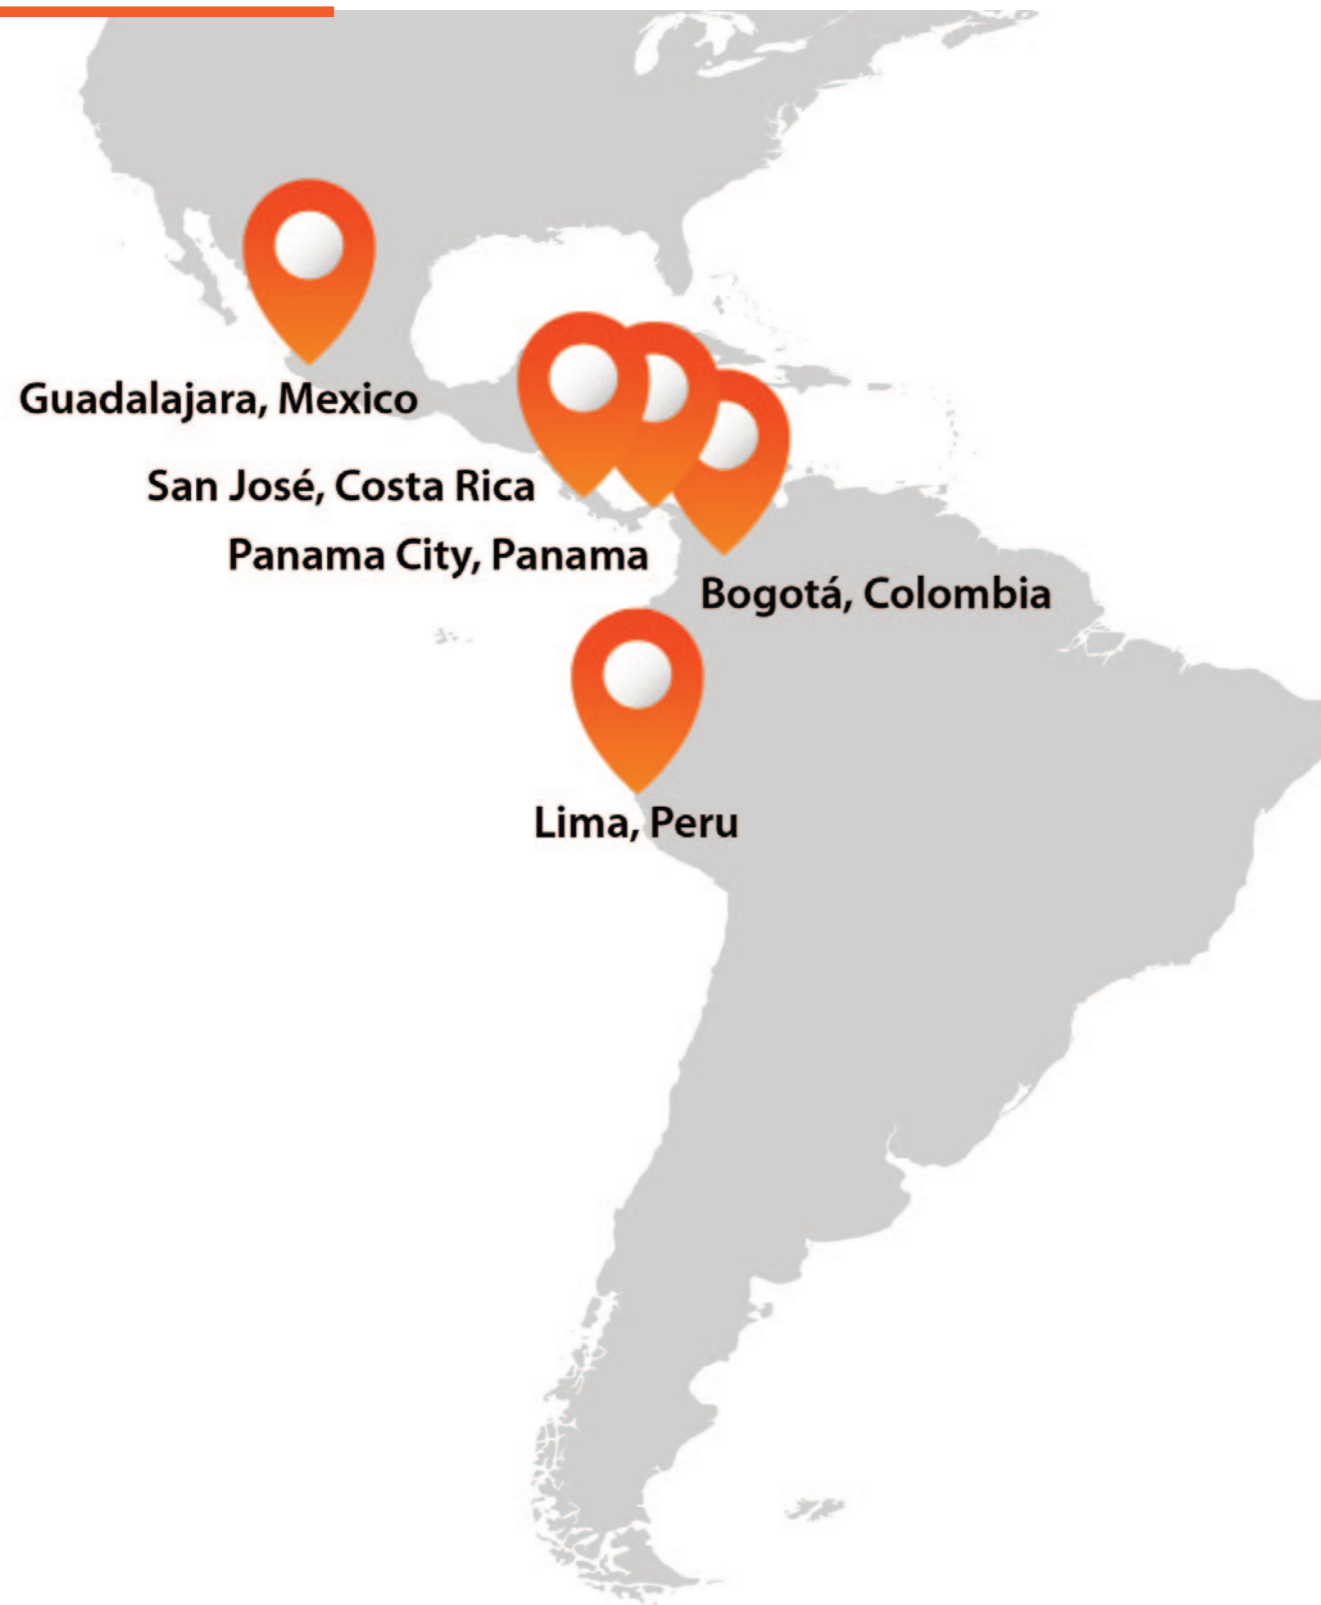 Guadalajara, Mexico
San José, Costa Rica
Panama City, Panama
Bogotá, Colombia
Lima, Peru